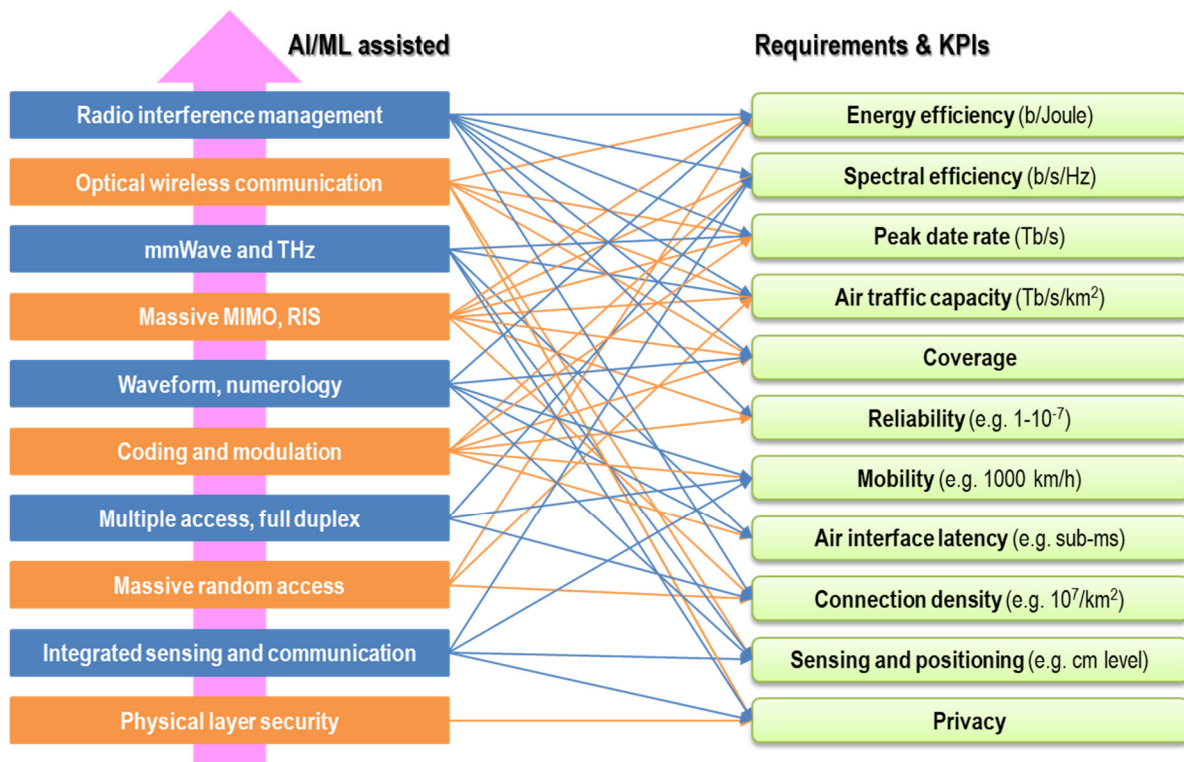 AI/ML assisted
Requirements & KPIs
Radio interference management
Optical wireless communication
mmWave and THz
Massive MIMO, RIS
Waveform, numerology
Coding and modulation
Multiple access, full duplex
Massive random access
Integrated sensing and communication
Physical layer security
Energy efficiency (b/Joule)
Spectral efficiency (b/s/Hz)
Peak date rate (Tb/s)
Air traffic capacity (Tb/s/km²)
Coverage
Reliability (e.g. 1-10⁻⁷)
Mobility (e.g. 1000 km/h)
Air interface latency (e.g. sub-ms)
Connection density (e.g. 10⁷/km²)
Sensing and positioning (e.g. cm level)
Privacy